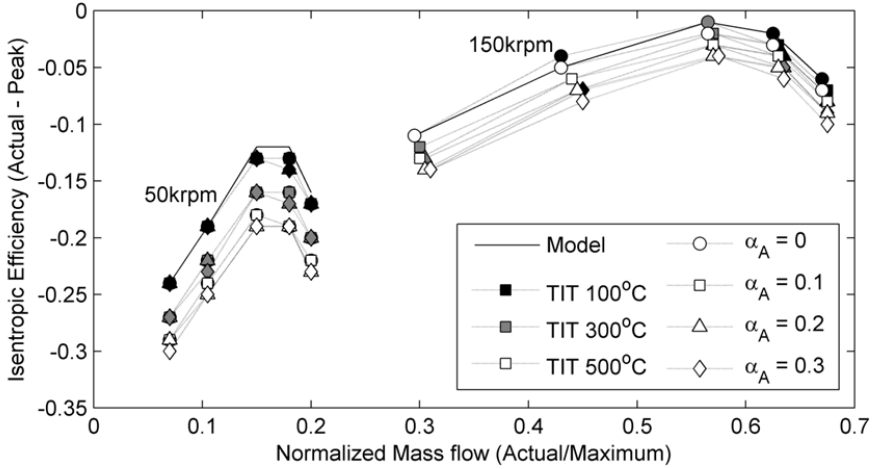 Isentropic Efficiency (Actual - Peak)
0
-0.05
-0.1
-0.15
-0.2
-0.25
-0.3
-0.35
0
0.1
0.2
0.3
0.4
0.5
0.6
0.7
Normalized Mass flow (Actual/Maximum)
50krpm
150krpm
Model
TIT 100°C
TIT 300°C
TIT 500°C
α_A = 0
α_A = 0.1
α_A = 0.2
α_A = 0.3